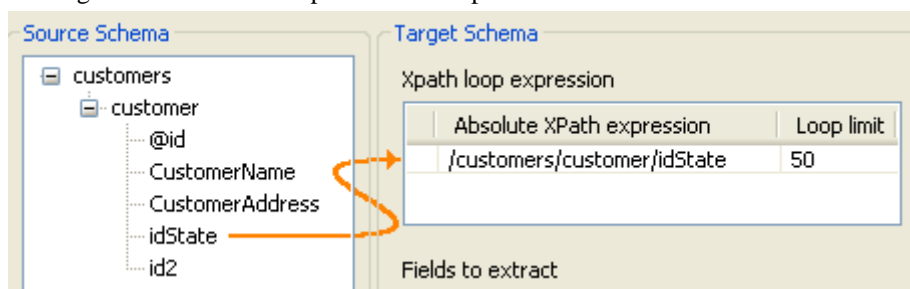 Source Schema
customers
customer
@id
CustomerName
CustomerAddress
idState
id2
Target Schema
Xpath loop expression
Absolute XPath expression Loop limit
/customers/customer/idState 50
Fields to extract